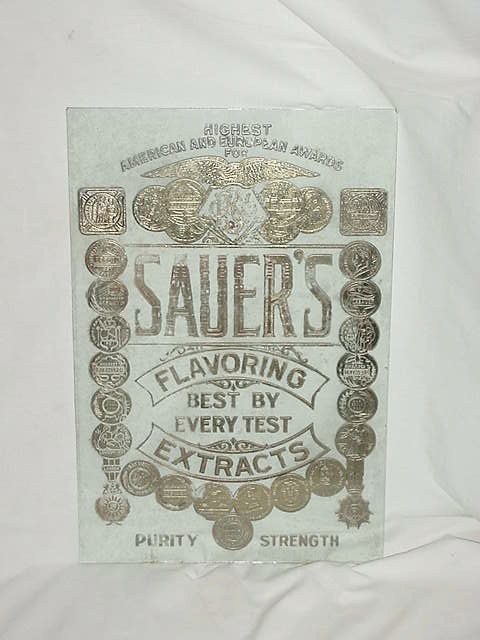 HIGHEST
AMERICAN AND EUROPEAN AWARDS
FOR
SAUER'S
FLAVORING
BEST BY
EVERY TEST
EXTRACTS
PURITY STRENGTH